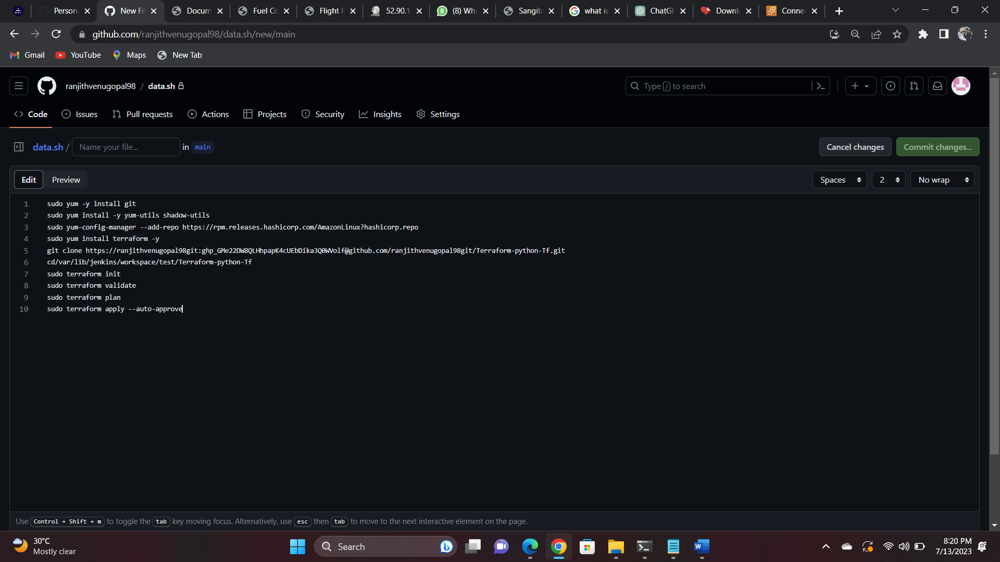 Person
New Fil
Docum
Fuel Co
Flight P
52.90.1
(8) Wha
Sangita
what is
ChatGP
Downl
Connec
github.com/ranjithvenugopal98/data.sh/new/main
Gmail
YouTube
Maps
New Tab
ranjithvenugopal98 / data.sh
Type / to search
Code
Issues
Pull requests
Actions
Projects
Security
Insights
Settings
data.sh / Name your file... in main
Cancel changes
Commit changes...
Edit
Preview
Spaces
2
No wrap
1 sudo yum -y install git
2 sudo yum install -y yum-utils shadow-utils
3 sudo yum-config-manager --add-repo https://rpm.releases.hashicorp.com/AmazonLinux?hashicorp.repo
4 sudo yum install terraform -y
5 git clone https://ranjithvenugopal98git:ghp_GMe22DW8QLHhpapK4cUEbDika3Q0WVolf@github.com/ranjithvenugopal98git/Terraform-python-Tf.git
6 cd/var/lib/jenkins/workspace/test/Terraform-python-Tf
7 sudo terraform init
8 sudo terraform validate
9 sudo terraform plan
10 sudo terraform apply --auto-approve
Use Control + Shift + m to toggle the tab key moving focus. Alternatively, use esc then tab to move to the next interactive element on the page.
30°C
Mostly clear
Search
8:20 PM
7/13/2023